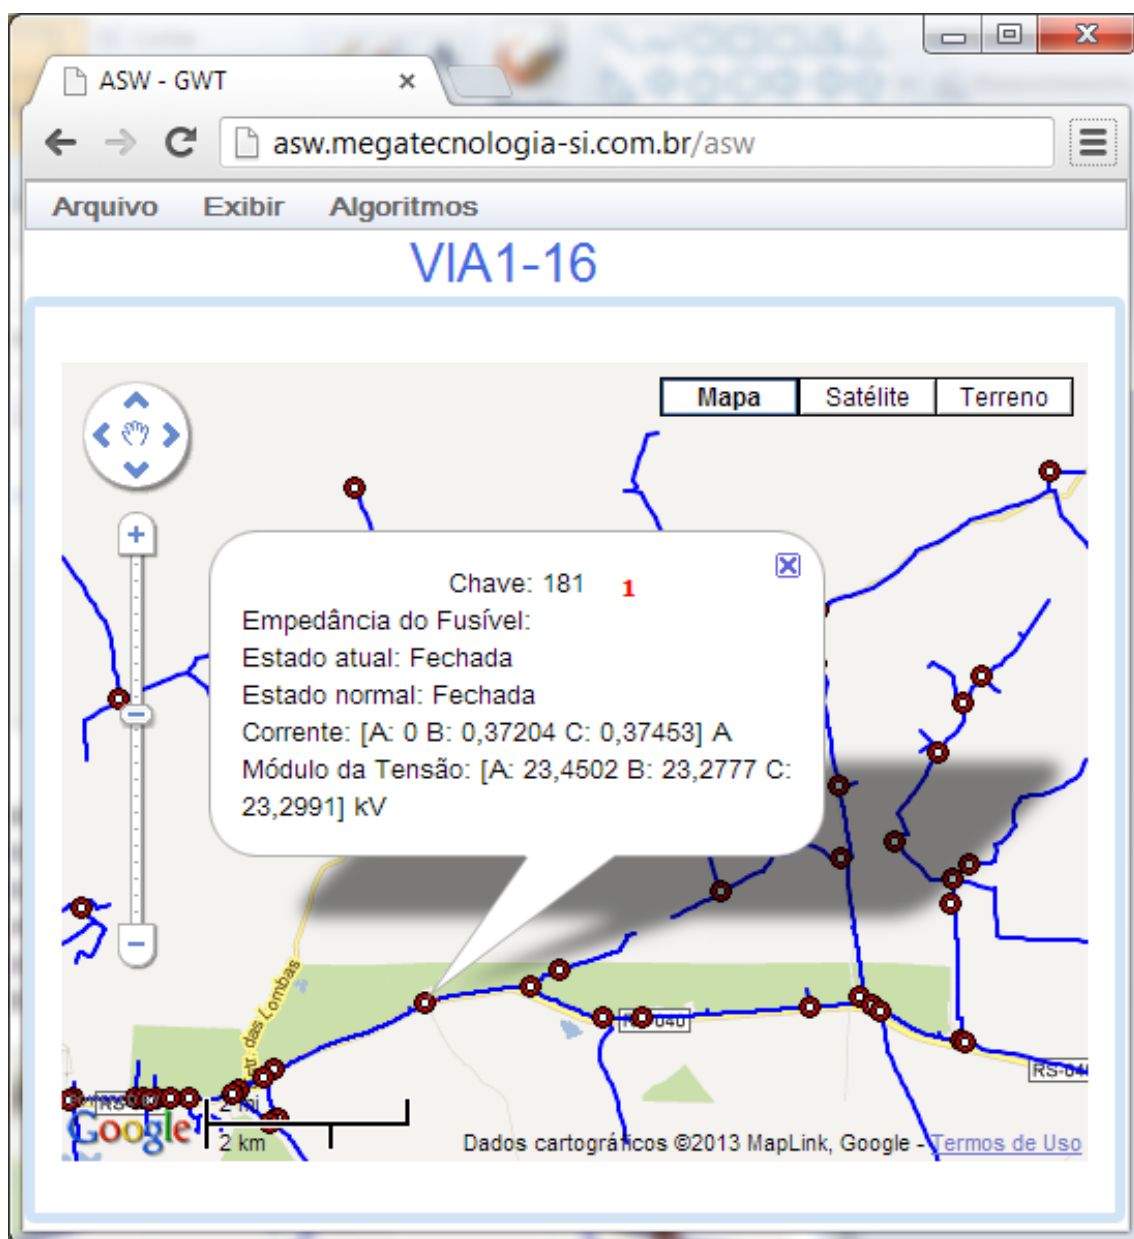 ASW - GWT
asw.megatecnologia-si.com.br/asw
Arquivo Exibir Algoritmos
VIA1-16
Mapa Satélite Terreno
Chave: 181 1
Empedância do Fusível:
Estado atual: Fechada
Estado normal: Fechada
Corrente: [A: 0 B: 0,37204 C: 0,37453] A
Módulo da Tensão: [A: 23,4502 B: 23,2777 C:
23,2991] kV
das Lombas
2 mi
Google
2 km
Dados cartográficos ©2013 MapLink, Google - Termos de Uso